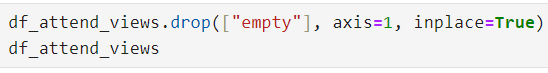 df_attend_views.drop(["empty"], axis=1, inplace=True)
df_attend_views